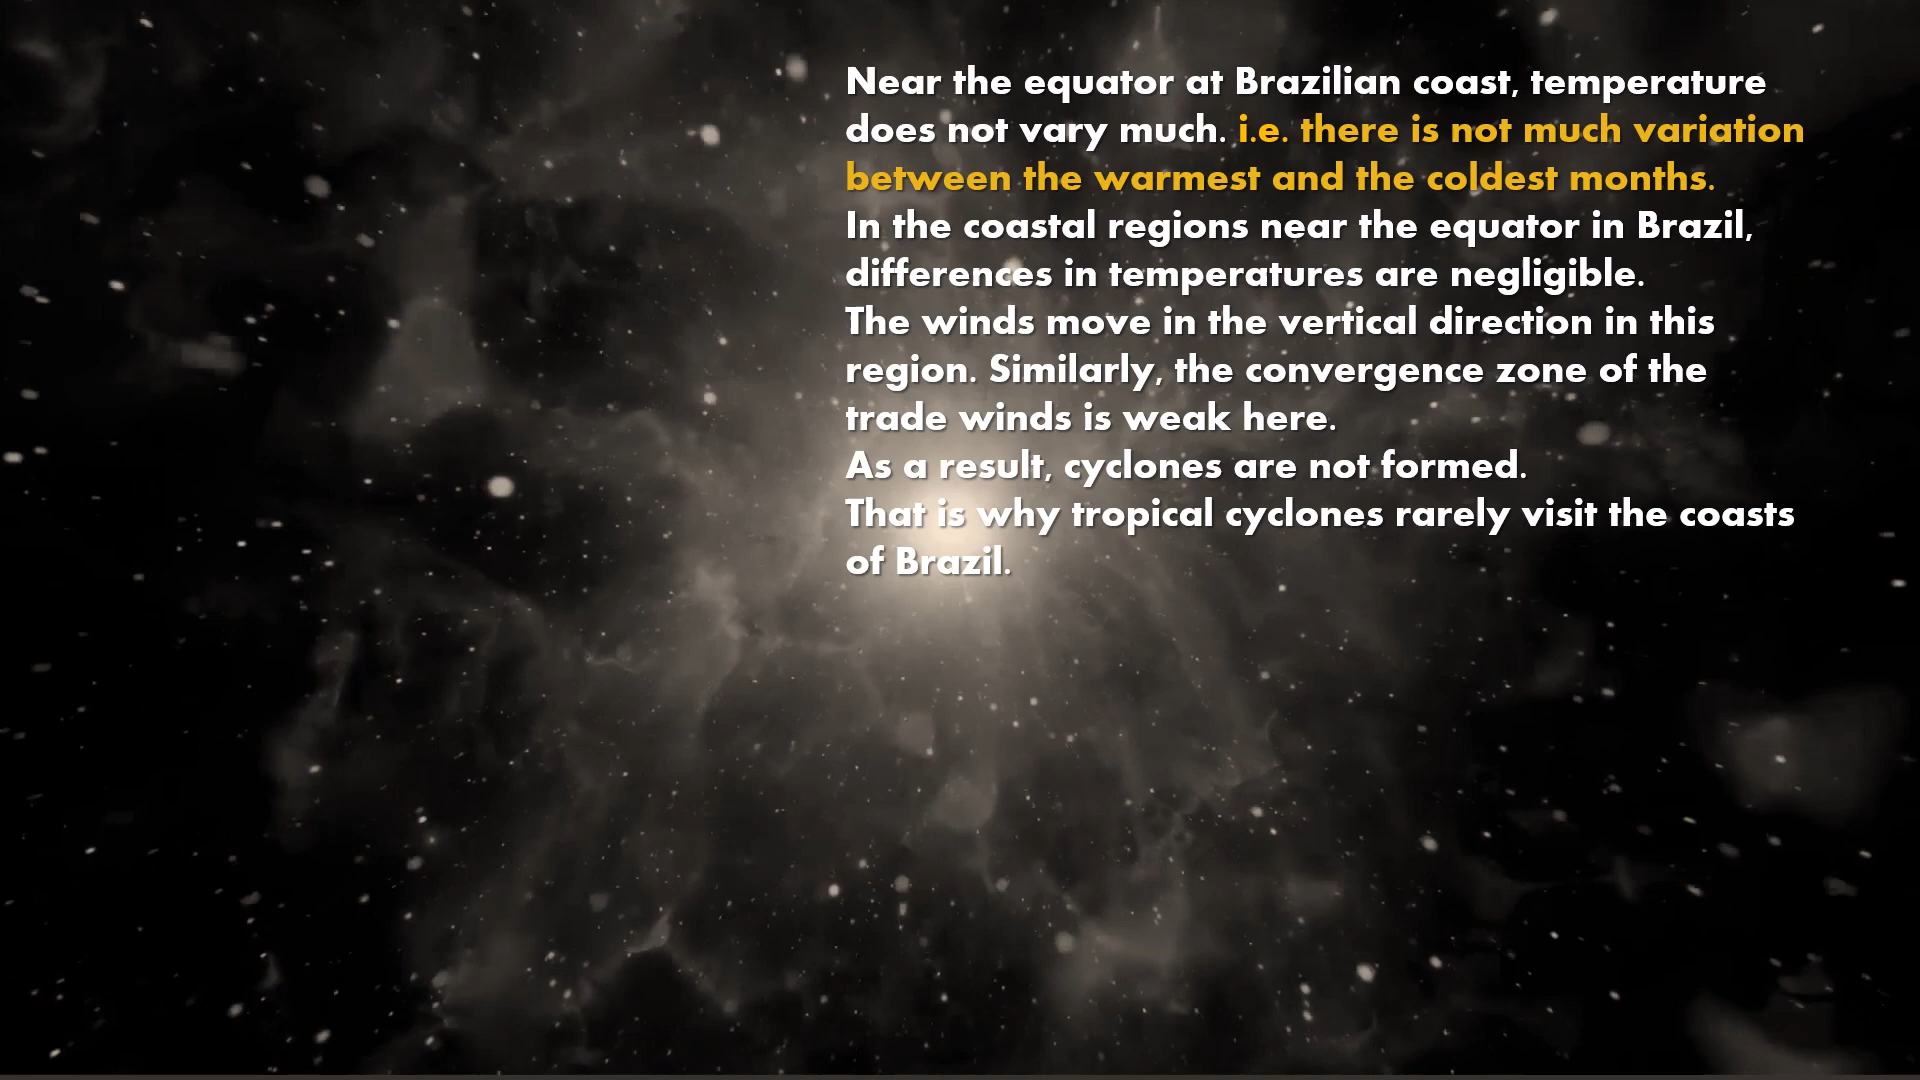 Near the equator at Brazilian coast, temperature
does not vary much. i.e. there is not much variation
between the warmest and the coldest months.
In the coastal regions near the equator in Brazil,
differences in temperatures are negligible.
The winds move in the vertical direction in this
region. Similarly, the convergence zone of the
trade winds is weak here.
As a result, cyclones are not formed.
That is why tropical cyclones rarely visit the coasts
of Brazil.